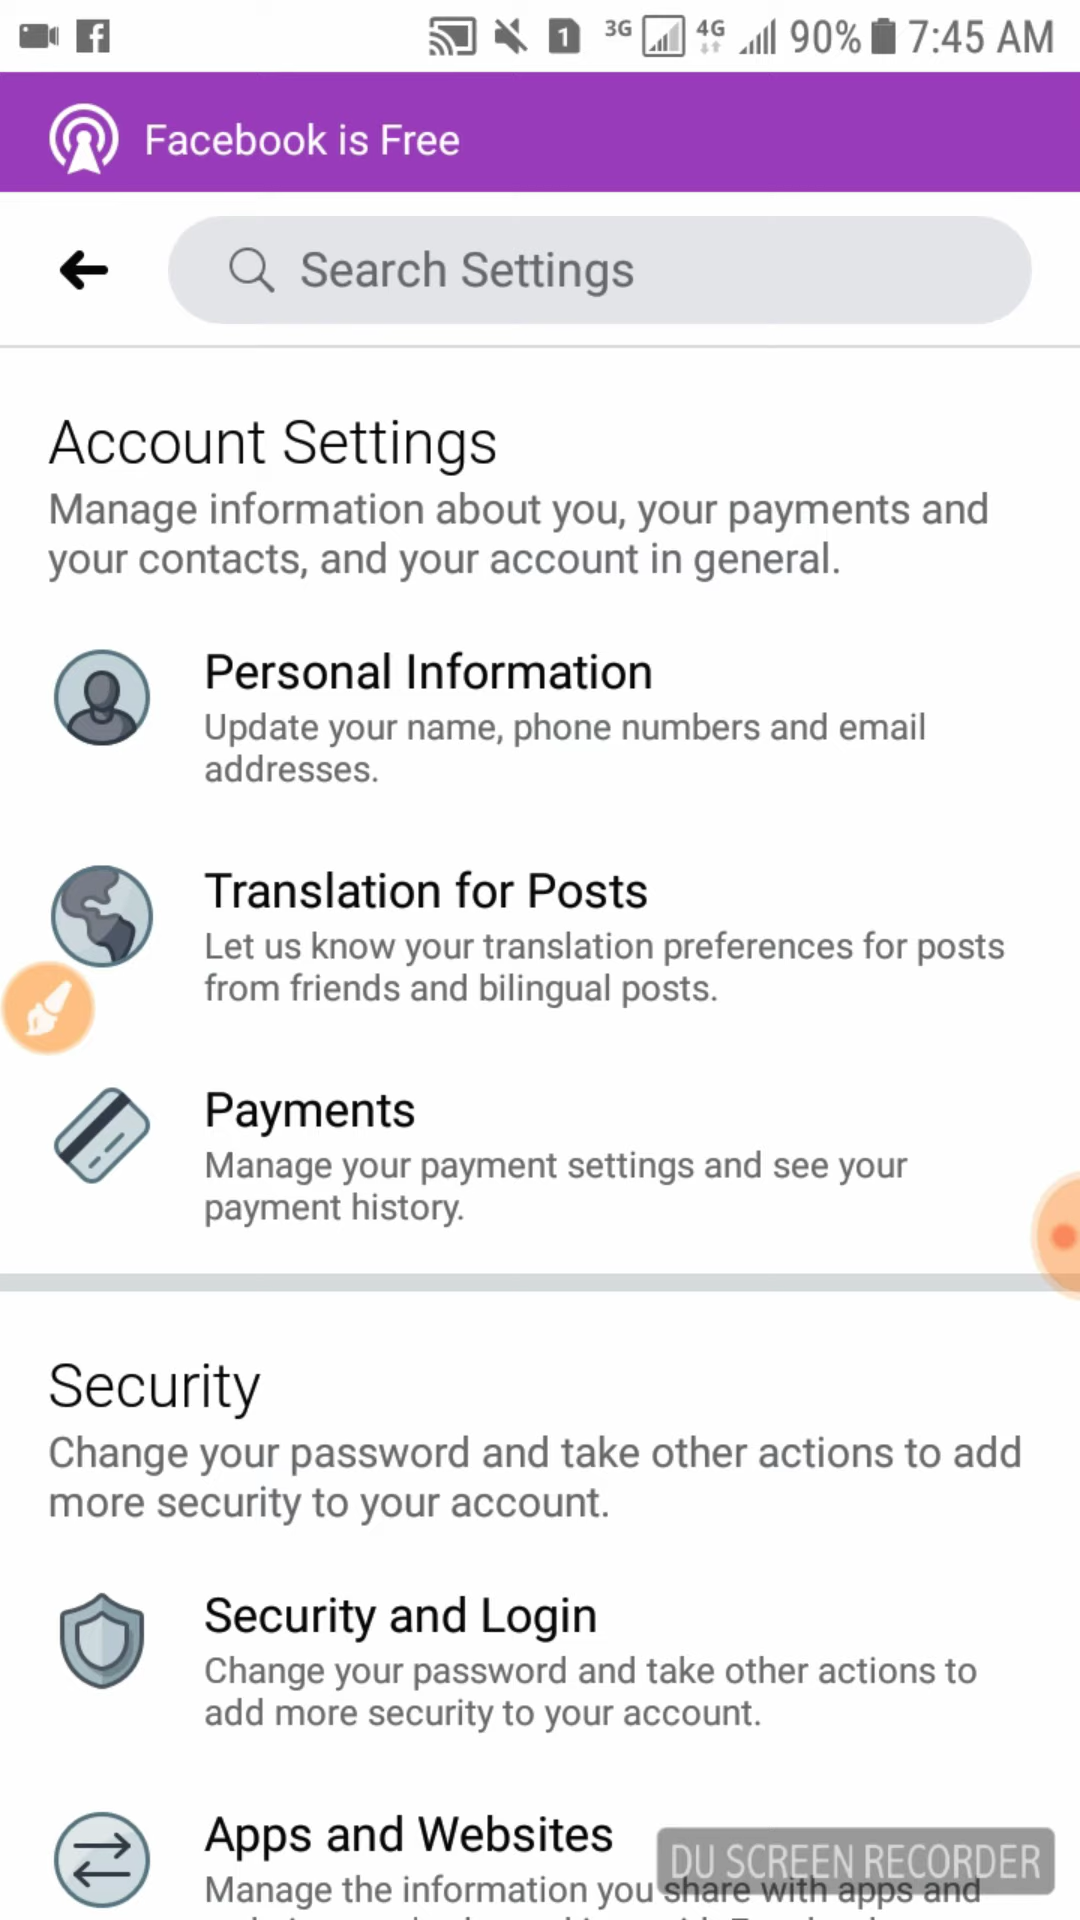 1 3G 4G 90% 7:45 AM
Facebook is Free
Search Settings
Account Settings
Manage information about you, your payments and
your contacts, and your account in general.
Personal Information
Update your name, phone numbers and email
addresses.
Translation for Posts
Let us know your translation preferences for posts
from friends and bilingual posts.
Payments
Manage your payment settings and see your
payment history.
Security
Change your password and take other actions to add
more security to your account.
Security and Login
Change your password and take other actions to
add more security to your account.
Apps and Websites
DU SCREEN RECORDER
Manage the information you share with apps and